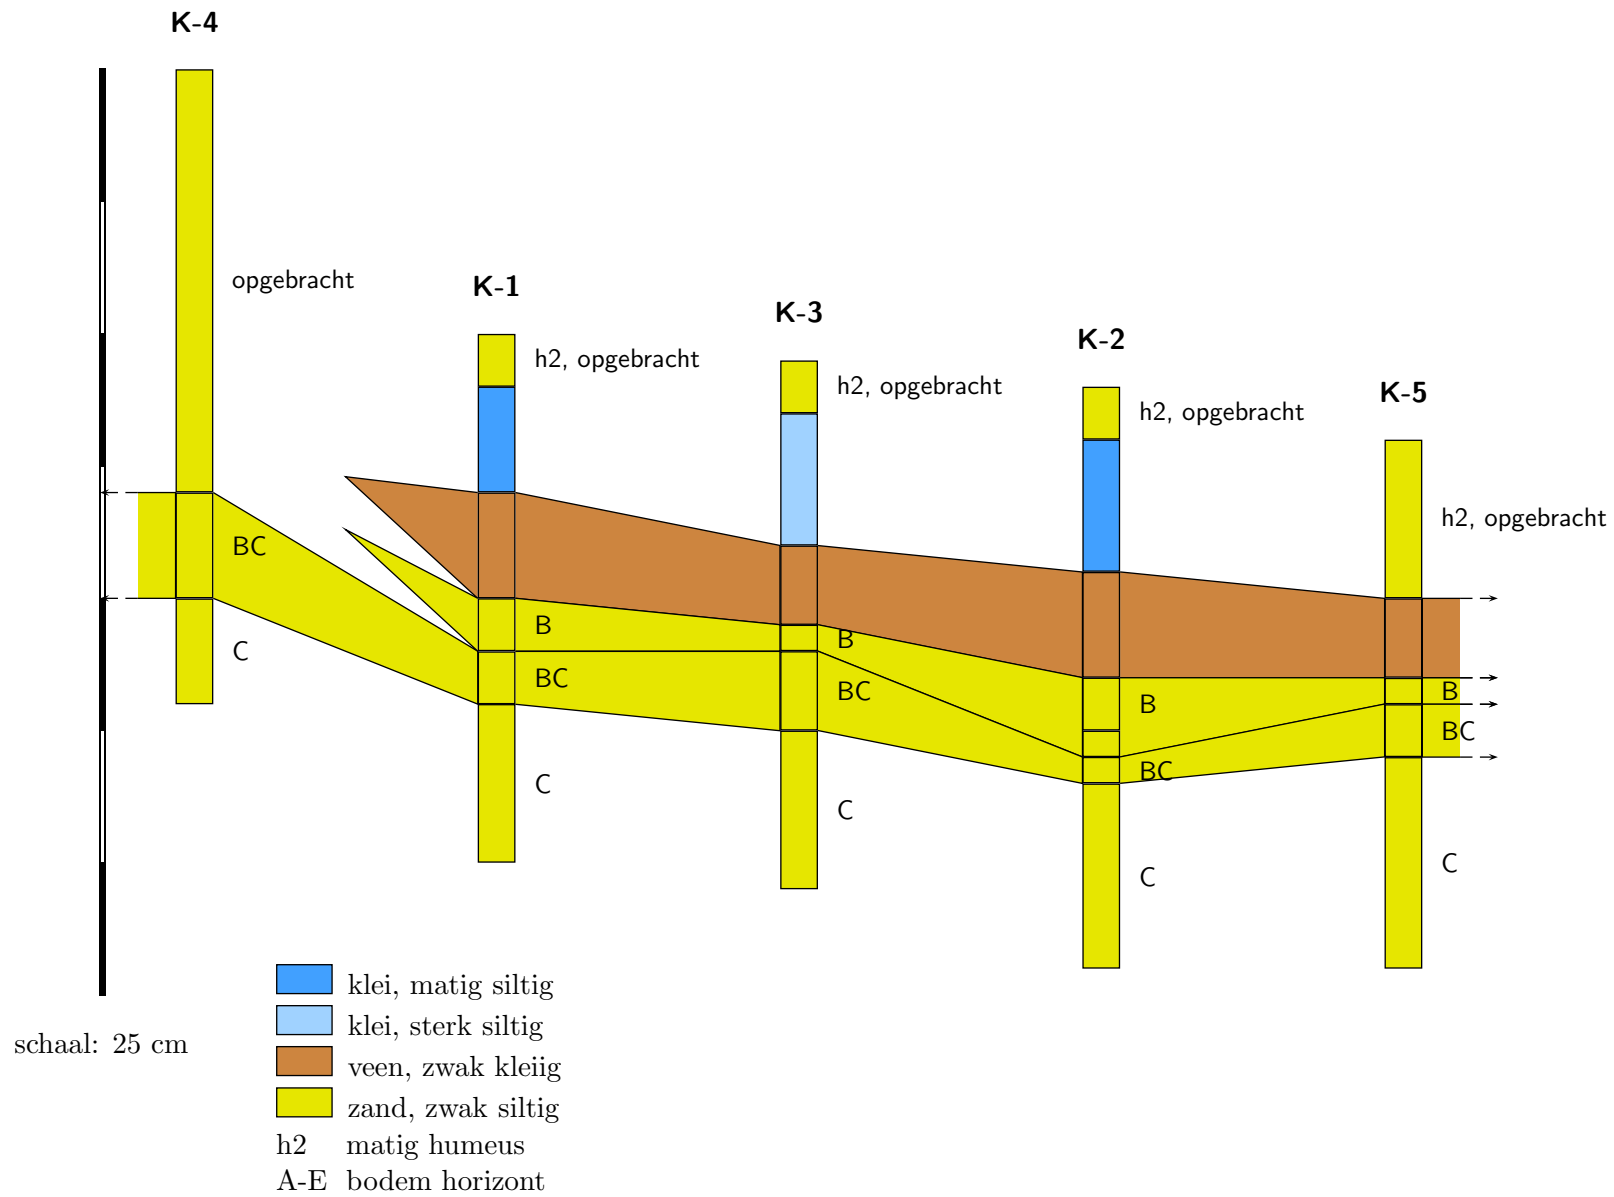 K-4
opgebracht
BC
C
K-1
h2, opgebracht
B
BC
C
K-3
h2, opgebracht
B
BC
C
K-2
h2, opgebracht
B
BC
C
K-5
h2, opgebracht
B
BC
C
schaal: 25 cm
klei, matig siltig
klei, sterk siltig
veen, zwak kleiig
zand, zwak siltig
h2 matig humeus
A-E bodem horizont